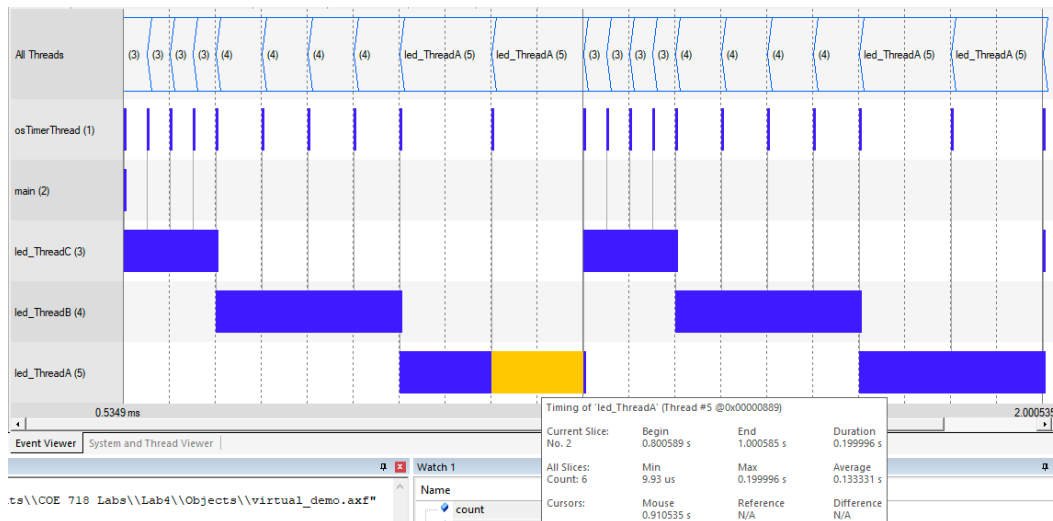 All Threads
(3) (3) (3) (3) (4) (4) (4) (4) led_ThreadA (5) led_ThreadA (5) (3) (3) (3) (3) (4) (4) (4) (4) led_ThreadA (5) led_ThreadA (5)
osTimerThread (1)
main (2)
led_ThreadC (3)
led_ThreadB (4)
led_ThreadA (5)
0.5349 ms
2.000535
Timing of 'led_ThreadA' (Thread #5 @0x00000889)
Current Slice: Begin End Duration
No. 2 0.800589 s 1.000585 s 0.199996 s
All Slices: Min Max Average
Count: 6 9.93 us 0.199996 s 0.133331 s
Cursors: Mouse Reference Difference
0.910535 s N/A N/A
Event Viewer System and Thread Viewer
Watch 1
Name
ts\\COE 718 Labs\\Lab4\\Objects\\virtual_demo.axf"
count